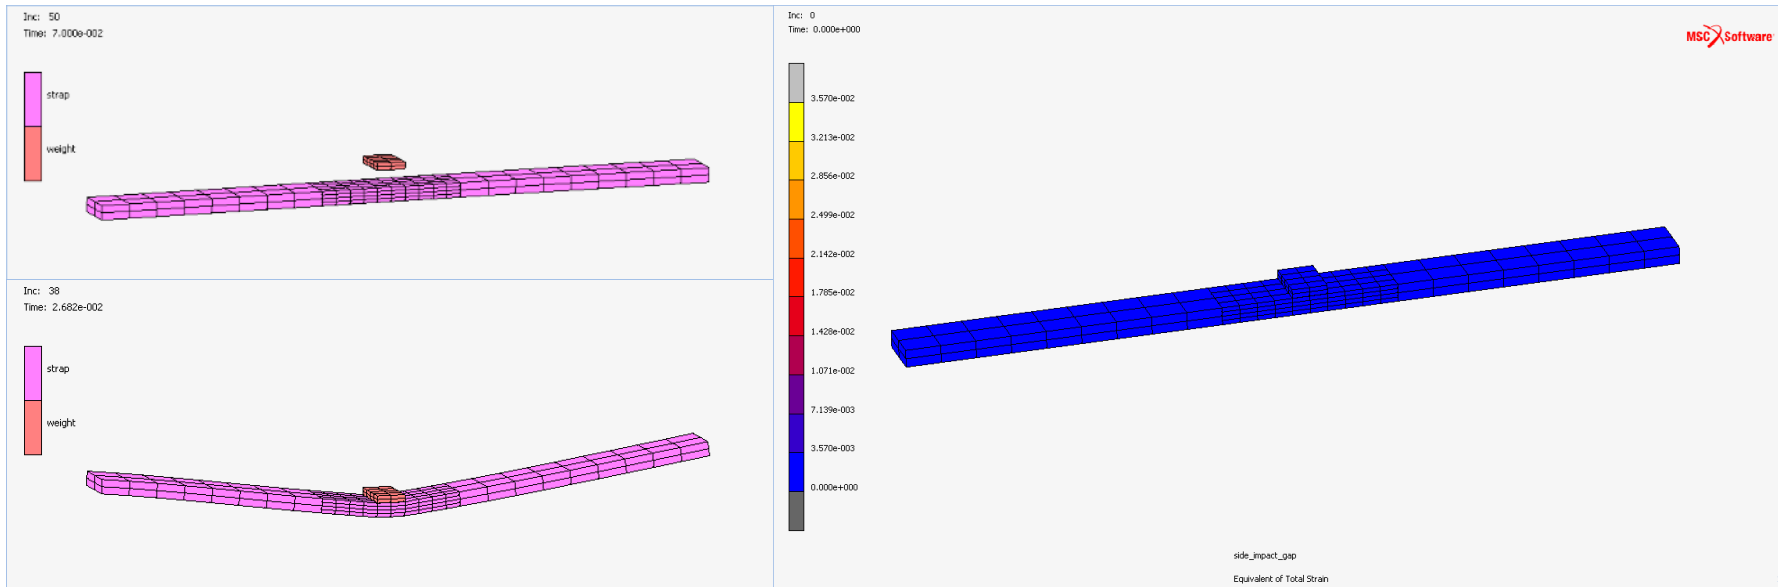 Inc: 50
Time: 7.000e-002
strap
weight
Inc: 38
Time: 2.682e-002
strap
weight
Inc: 0
Time: 0.000e+000
MSC Software
3.570e-002
3.213e-002
2.856e-002
2.499e-002
2.142e-002
1.785e-002
1.428e-002
1.071e-002
7.139e-003
3.570e-003
0.000e+000
side_impact_gap
Equivalent of Total Strain